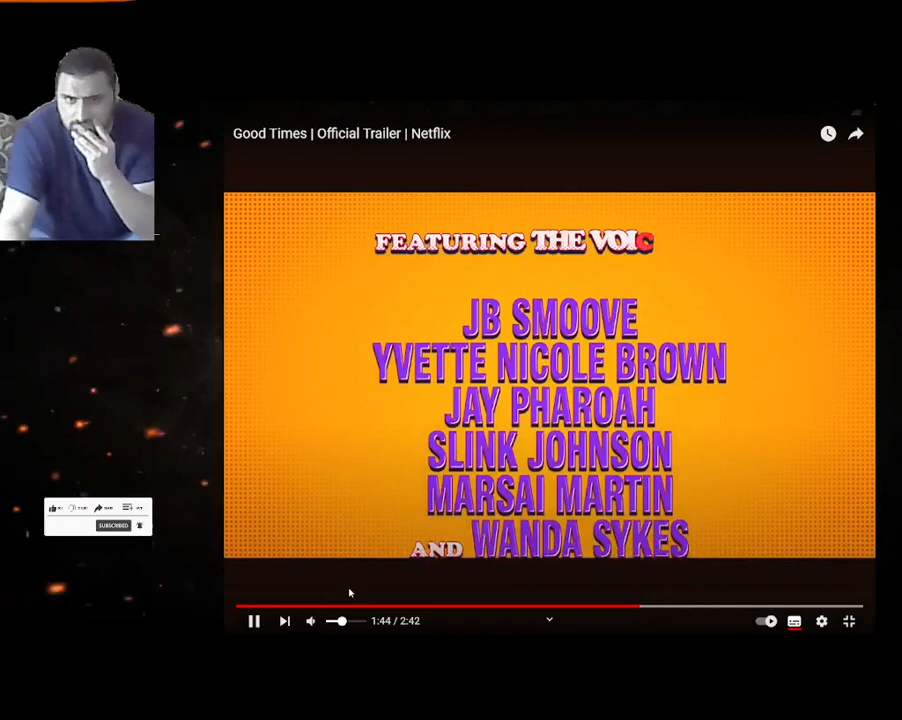 Good Times | Official Trailer | Netflix
FEATURING THE VOIC
JB SMOOVE
YVETTE NICOLE BROWN
JAY PHAROAH
SLINK JOHNSON
MARSAI MARTIN
AND WANDA SYKES
SUBSCRIBED
1:44 / 2:42